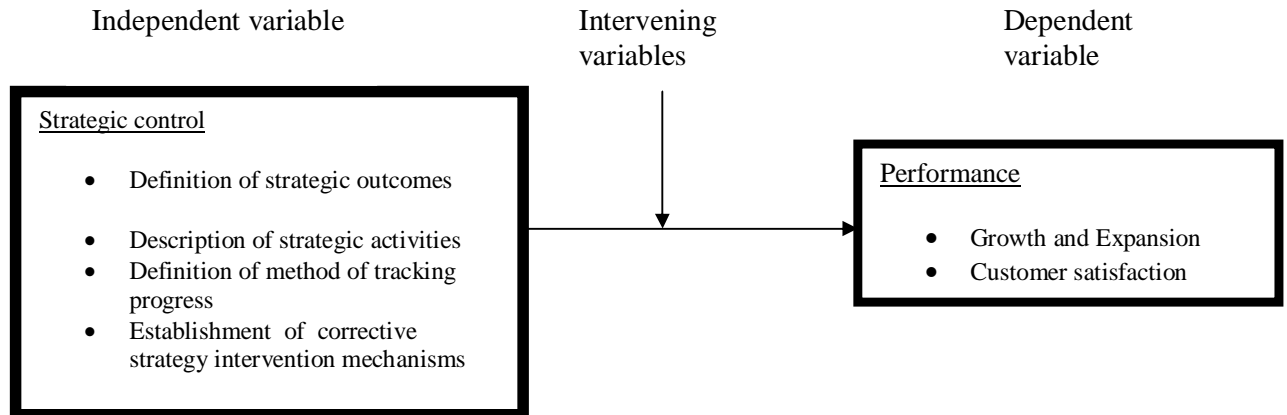 Independent variable
Intervening
variables
Dependent
variable
Strategic control
• Definition of strategic outcomes
• Description of strategic activities
• Definition of method of tracking
progress
• Establishment of corrective
strategy intervention mechanisms
Performance
• Growth and Expansion
• Customer satisfaction